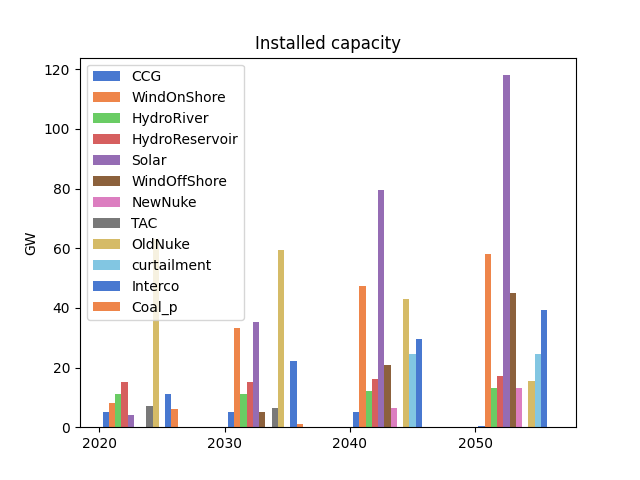 Installed capacity
GW
120
100
80
60
40
20
0
2020
2030
2040
2050
CCG
WindOnShore
HydroRiver
HydroReservoir
Solar
WindOffShore
NewNuke
TAC
OldNuke
curtailment
Interco
Coal_p